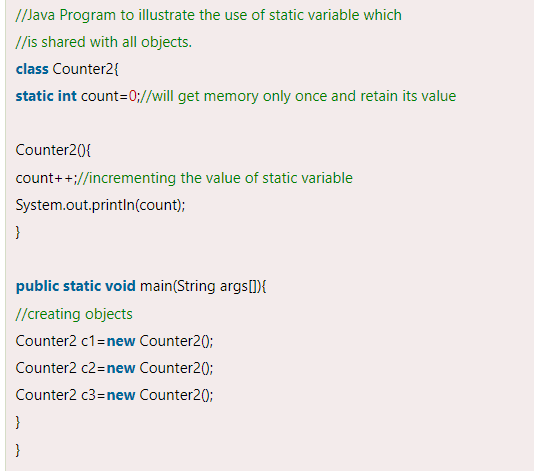 //Java Program to illustrate the use of static variable which
//is shared with all objects.
class Counter2{
static int count=0;//will get memory only once and retain its value
Counter2(){
count++;//incrementing the value of static variable
System.out.println(count);
}
public static void main(String args[]){
//creating objects
Counter2 c1=new Counter2();
Counter2 c2=new Counter2();
Counter2 c3=new Counter2();
}
}